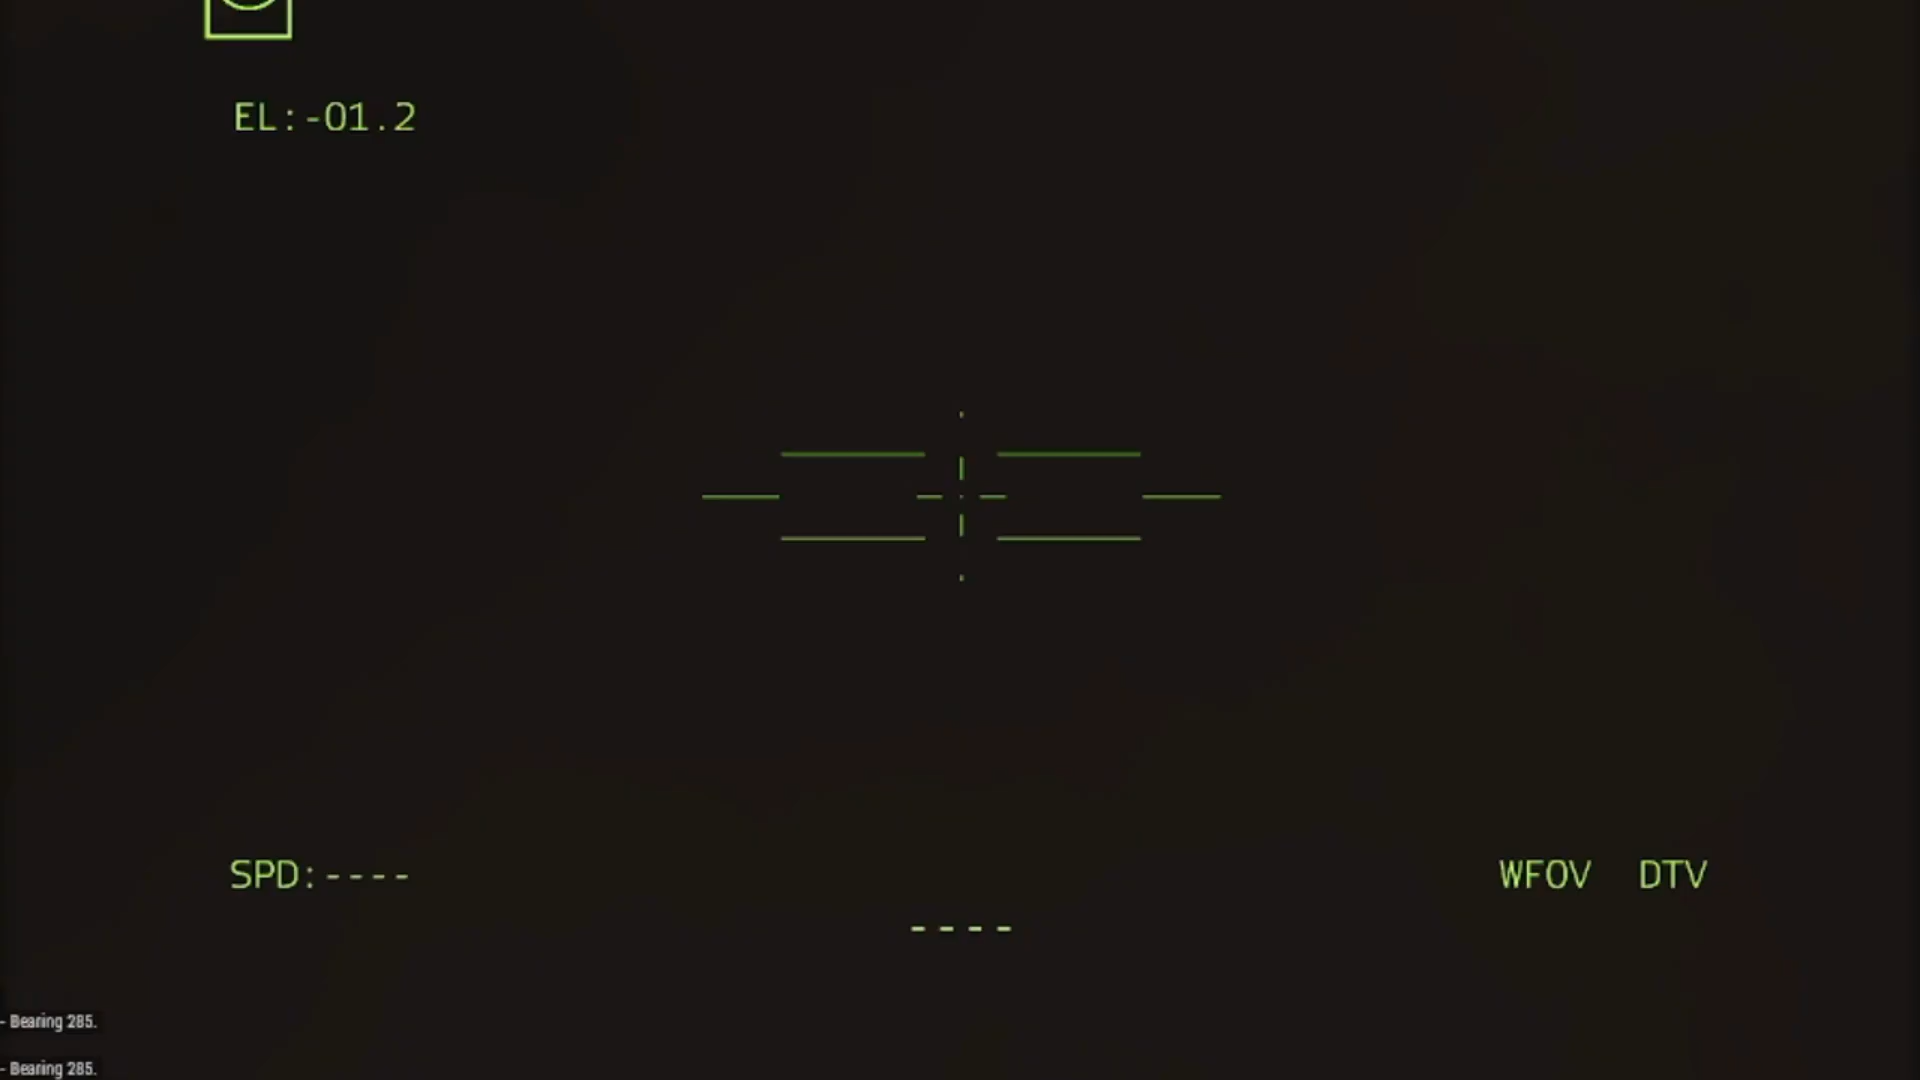 EL:-01.2
SPD:---- WFOV DTV
----
- Bearing 285.
- Bearing 285.